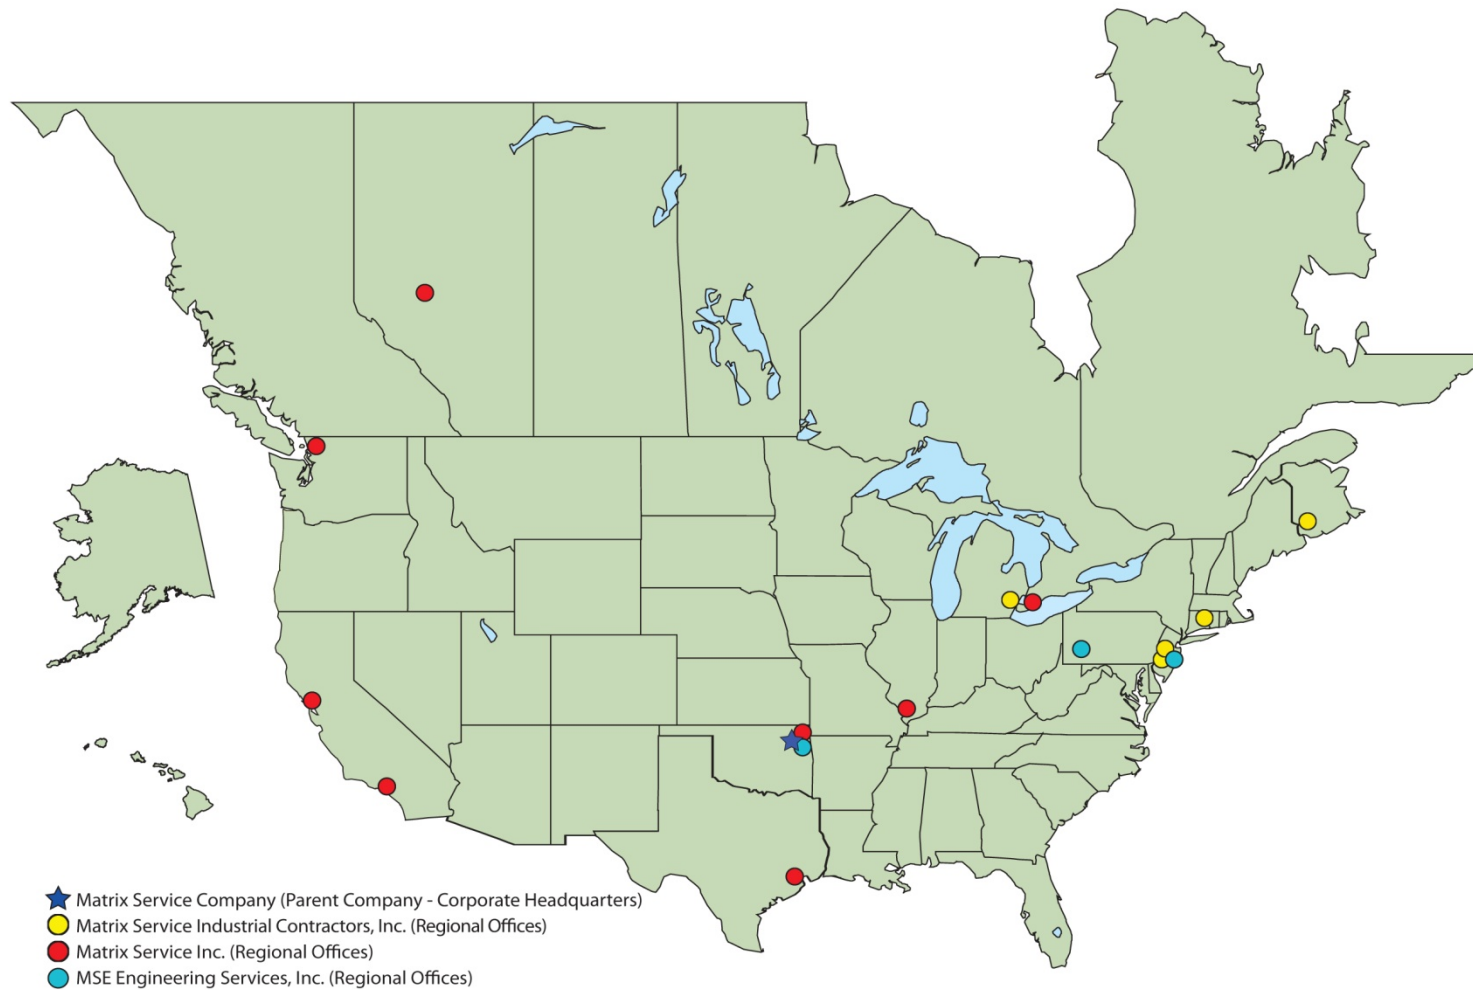 Matrix Service Company (Parent Company - Corporate Headquarters)
Matrix Service Industrial Contractors, Inc. (Regional Offices)
Matrix Service Inc. (Regional Offices)
MSE Engineering Services, Inc. (Regional Offices)